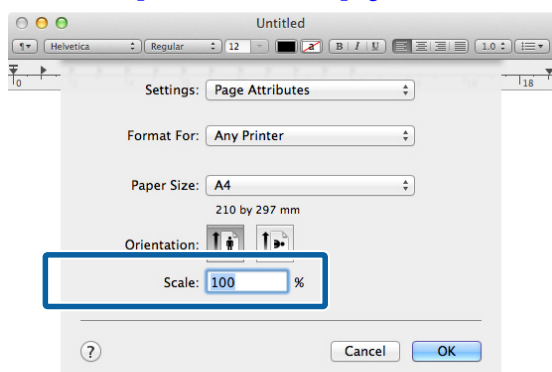 Untitled
¶ Helvetica Regular 12 a B I U 1.0
0 18
Settings: Page Attributes
Format For: Any Printer
Paper Size: A4
210 by 297 mm
Orientation:
Scale: 100 %
? Cancel OK